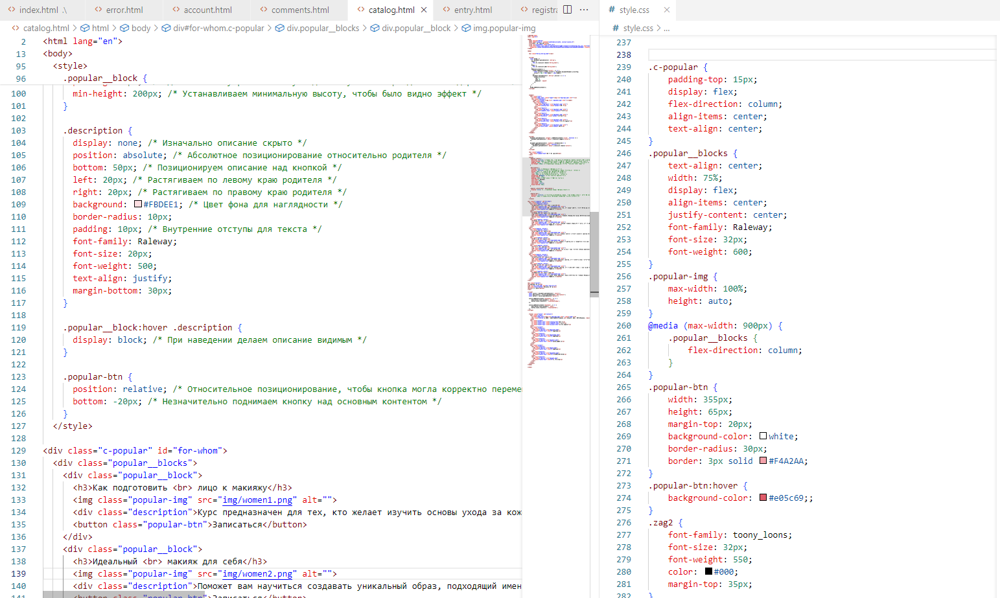 index.html .\
error.html
account.html
comments.html
catalog.html
entry.html
registra
style.css
catalog.html > html > body > div#for-whom.c-popular > div.popular__blocks > div.popular__block > img.popular-img
style.css > ...
2 <html lang="en">
13 <body>
95 <style>
96 .popular__block {
100 min-height: 200px; /* Устанавливаем минимальную высоту, чтобы было видно эффект */
101 }
102
103 .description {
104 display: none; /* Изначально описание скрыто */
105 position: absolute; /* Абсолютное позиционирование относительно родителя */
106 bottom: 50px; /* Позиционируем описание над кнопкой */
107 left: 20px; /* Растягиваем по левому краю родителя */
108 right: 20px; /* Растягиваем по правому краю родителя */
109 background: #FBDEE1; /* Цвет фона для наглядности */
110 border-radius: 10px;
111 padding: 10px; /* Внутренние отступы для текста */
112 font-family: Raleway;
113 font-size: 20px;
114 font-weight: 500;
115 text-align: justify;
116 margin-bottom: 30px;
117 }
118
119 .popular__block:hover .description {
120 display: block; /* При наведении делаем описание видимым */
121 }
122
123 .popular-btn {
124 position: relative; /* Относительное позиционирование, чтобы кнопка могла корректно переме
125 bottom: -20px; /* Незначительно поднимаем кнопку над основным контентом */
126 }
127 </style>
128
129 <div class="c-popular" id="for-whom">
130 <div class="popular__blocks">
131 <div class="popular__block">
132 <h3>Как подготовить <br> лицо к макияжу</h3>
133 <img class="popular-img" src="img/women1.png" alt="">
134 <div class="description">Курс предназначен для тех, кто желает изучить основы ухода за кож
135 <button class="popular-btn">Записаться</button>
136 </div>
137 <div class="popular__block">
138 <h3>Идеальный <br> макияж для себя</h3>
139 <img class="popular-img" src="img/women2.png" alt="">
140 <div class="description">Поможет вам научиться создавать уникальный образ, подходящий имен
141 <button class="popular-btn">Записаться</button>
237
238
239 .c-popular {
240 padding-top: 15px;
241 display: flex;
242 flex-direction: column;
243 align-items: center;
244 text-align: center;
245 }
246 .popular__blocks {
247 text-align: center;
248 width: 75%;
249 display: flex;
250 align-items: center;
251 justify-content: center;
252 font-family: Raleway;
253 font-size: 32px;
254 font-weight: 600;
255 }
256 .popular-img {
257 max-width: 100%;
258 height: auto;
259 }
260 @media (max-width: 900px) {
261 .popular__blocks {
262 flex-direction: column;
263 }
264 }
265 .popular-btn {
266 width: 355px;
267 height: 65px;
268 margin-top: 20px;
269 background-color: white;
270 border-radius: 30px;
271 border: 3px solid #F4A2AA;
272 }
273 .popular-btn:hover {
274 background-color: #e05c69;;
275 }
276 .zag2 {
277 font-family: toony_loons;
278 font-size: 32px;
279 font-weight: 550;
280 color: #000;
281 margin-top: 35px;
282 }